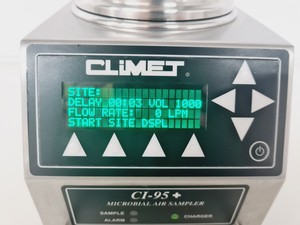 CLiMET®
SITE:
DELAY 00:03 VOL 1000
FLOW RATE: 0 LPM
START SITE DSPL
CI-95+
MICROBIAL AIR SAMPLER
SAMPLE
CHARGER
ALARM